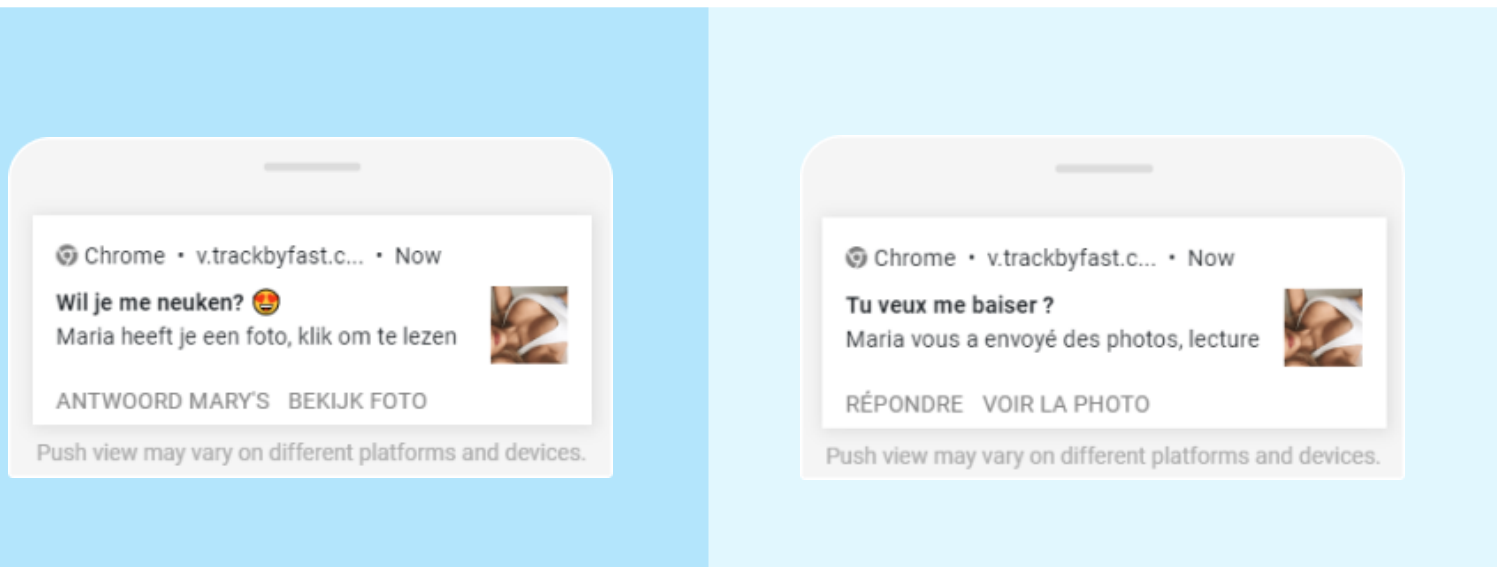 Chrome • v.trackbyfast.c... • Now
Wil je me neuken? 😍
Maria heeft je een foto, klik om te lezen
ANTWOORD MARY'S BEKIJK FOTO
Push view may vary on different platforms and devices.
Chrome • v.trackbyfast.c... • Now
Tu veux me baiser ?
Maria vous a envoyé des photos, lecture
RÉPONDRE VOIR LA PHOTO
Push view may vary on different platforms and devices.